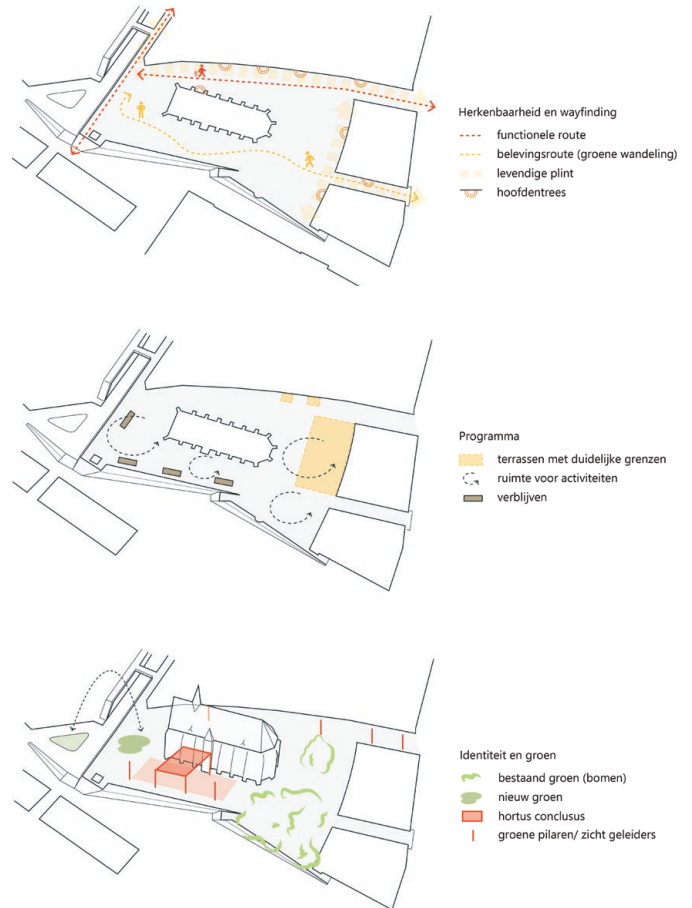 Herkenbaarheid en wayfinding
functionele route
belevingsroute (groene wandeling)
levendige plint
hoofdentrees
Programma
terrassen met duidelijke grenzen
ruimte voor activiteiten
verblijven
Identiteit en groen
bestaand groen (bomen)
nieuw groen
hortus conclusus
groene pilaren/ zicht geleiders